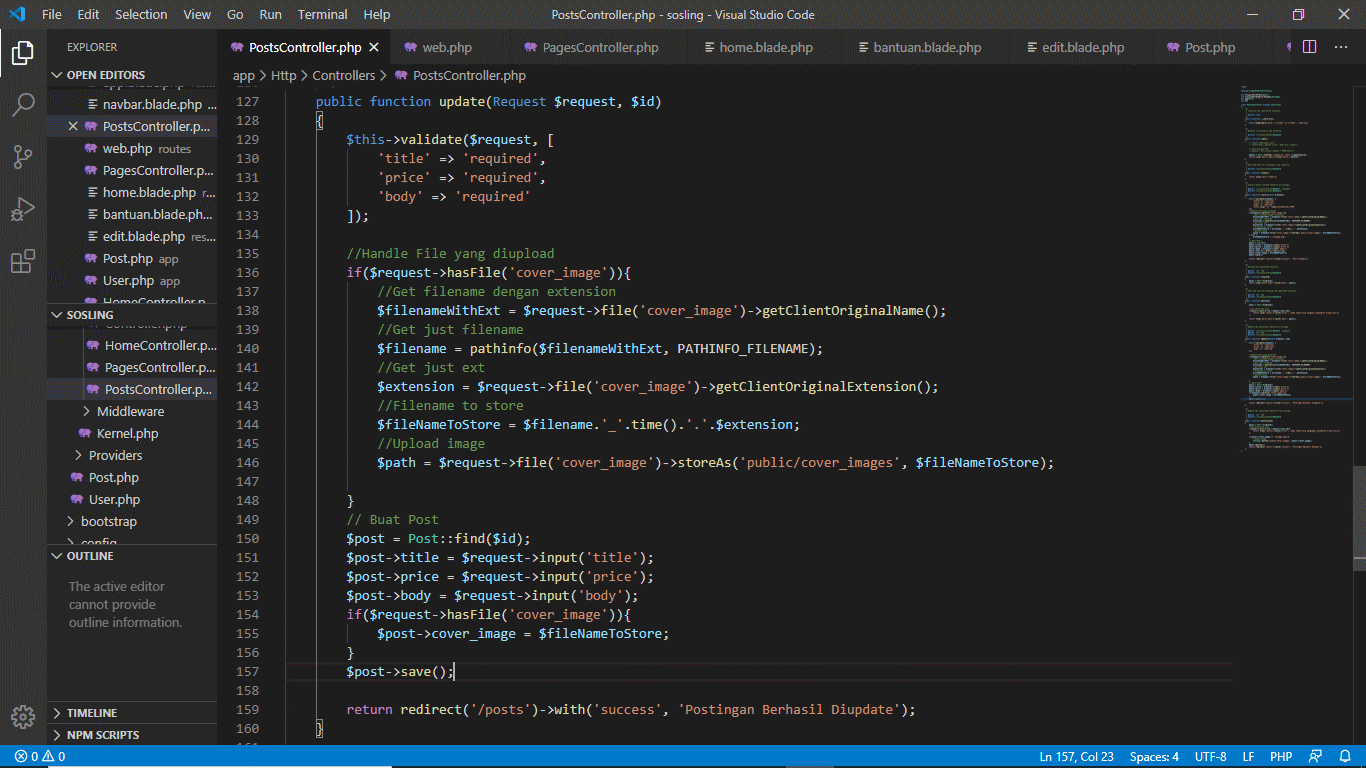 File Edit Selection View Go Run Terminal Help PostsController.php - sosling - Visual Studio Code
EXPLORER
OPEN EDITORS
navbar.blade.php ...
PostsController.p...
web.php routes
PagesController.p...
home.blade.php r...
bantuan.blade.ph...
edit.blade.php res...
Post.php app
User.php app
HomeController.p...
SOSLING
Controller.php
HomeController.p...
PagesController.p...
PostsController.p...
Middleware
Kernel.php
Providers
Post.php
User.php
bootstrap
config
OUTLINE
The active editor
cannot provide
outline information.
TIMELINE
NPM SCRIPTS
PostsController.php web.php PagesController.php home.blade.php bantuan.blade.php edit.blade.php Post.php
app > Http > Controllers > PostsController.php
127 public function update(Request $request, $id)
128 {
129 $this->validate($request, [
130 'title' => 'required',
131 'price' => 'required',
132 'body' => 'required'
133 ]);
134
135 //Handle File yang diupload
136 if($request->hasFile('cover_image')){
137 //Get filename dengan extension
138 $filenameWithExt = $request->file('cover_image')->getClientOriginalName();
139 //Get just filename
140 $filename = pathinfo($filenameWithExt, PATHINFO_FILENAME);
141 //Get just ext
142 $extension = $request->file('cover_image')->getClientOriginalExtension();
143 //Filename to store
144 $fileNameToStore = $filename.'_'.time().'.'.$extension;
145 //Upload image
146 $path = $request->file('cover_image')->storeAs('public/cover_images', $fileNameToStore);
147
148 }
149 // Buat Post
150 $post = Post::find($id);
151 $post->title = $request->input('title');
152 $post->price = $request->input('price');
153 $post->body = $request->input('body');
154 if($request->hasFile('cover_image')){
155 $post->cover_image = $fileNameToStore;
156 }
157 $post->save();
158
159 return redirect('/posts')->with('success', 'Postingan Berhasil Diupdate');
160 }
0 0 Ln 157, Col 23 Spaces: 4 UTF-8 LF PHP